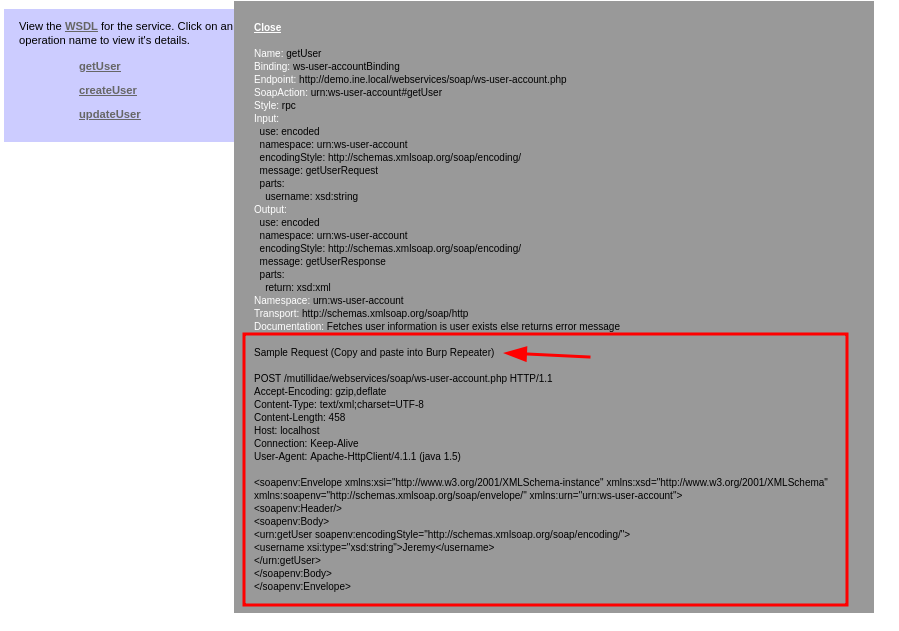 View the WSDL for the service. Click on an
operation name to view it's details.
getUser
createUser
updateUser
Close
Name: getUser
Binding: ws-user-accountBinding
Endpoint: http://demo.ine.local/webservices/soap/ws-user-account.php
SoapAction: urn:ws-user-account#getUser
Style: rpc
Input:
use: encoded
namespace: urn:ws-user-account
encodingStyle: http://schemas.xmlsoap.org/soap/encoding/
message: getUserRequest
parts:
username: xsd:string
Output:
use: encoded
namespace: urn:ws-user-account
encodingStyle: http://schemas.xmlsoap.org/soap/encoding/
message: getUserResponse
parts:
return: xsd:xml
Namespace: urn:ws-user-account
Transport: http://schemas.xmlsoap.org/soap/http
Documentation: Fetches user information is user exists else returns error message
Sample Request (Copy and paste into Burp Repeater)
POST /mutillidae/webservices/soap/ws-user-account.php HTTP/1.1
Accept-Encoding: gzip,deflate
Content-Type: text/xml;charset=UTF-8
Content-Length: 458
Host: localhost
Connection: Keep-Alive
User-Agent: Apache-HttpClient/4.1.1 (java 1.5)
<soapenv:Envelope xmlns:xsi="http://www.w3.org/2001/XMLSchema-instance" xmlns:xsd="http://www.w3.org/2001/XMLSchema"
xmlns:soapenv="http://schemas.xmlsoap.org/soap/envelope/" xmlns:urn="urn:ws-user-account">
<soapenv:Header/>
<soapenv:Body>
<urn:getUser soapenv:encodingStyle="http://schemas.xmlsoap.org/soap/encoding/">
<username xsi:type="xsd:string">Jeremy</username>
</urn:getUser>
</soapenv:Body>
</soapenv:Envelope>